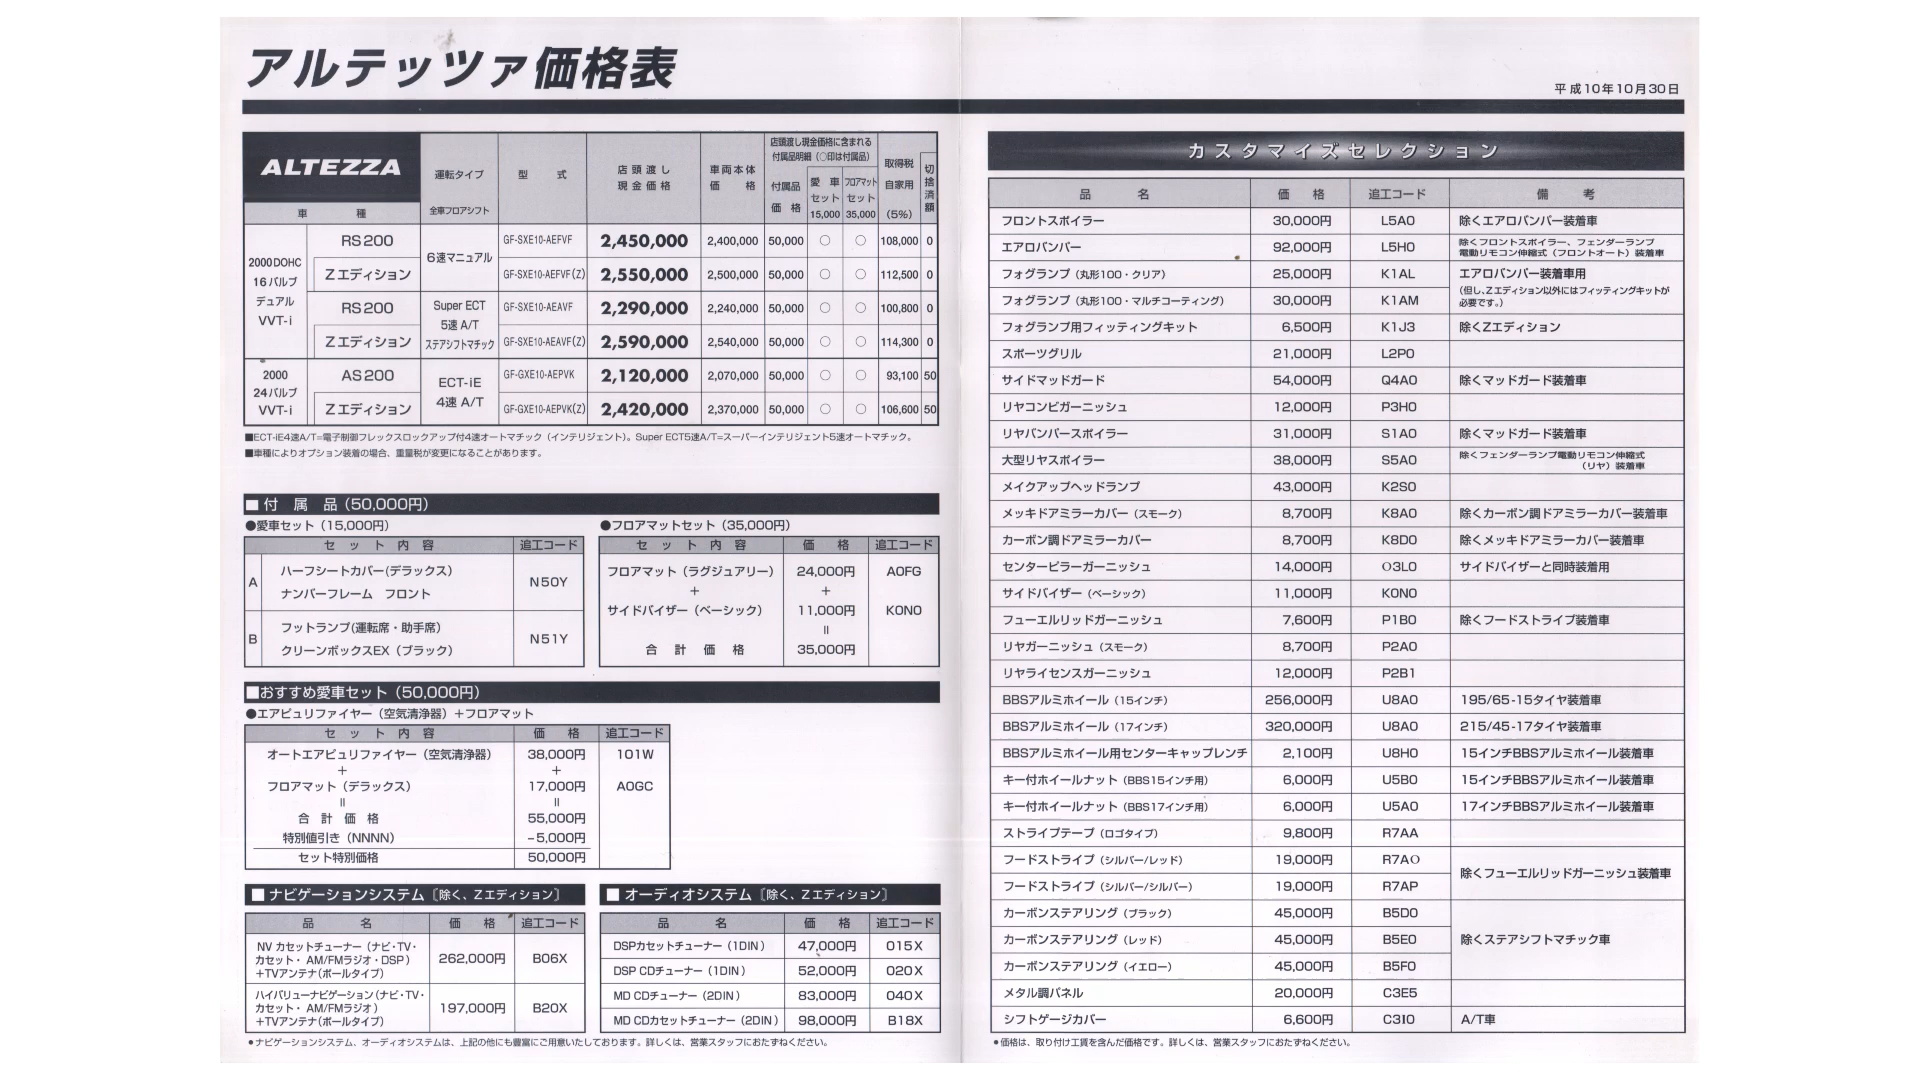 アルテッツァ価格表
平成10年10月30日
ALTEZZA
車 種
運転タイプ
全車フロアシフト
型 式
店頭渡し
現金価格
車両本体
価 格
店頭渡し現金価格に含まれる
付属品明細(○印は付属品)
付属品
価 格
愛 車
セット
15,000
フロアマット
セット
35,000
取得税
自家用
(5%)
切捨済額
2000DOHC
16バルブ
デュアル
VVT-i
RS200 6速マニュアル GF-SXE10-AEFVF 2,450,000 2,400,000 50,000 ○ ○ 108,000 0
Zエディション GF-SXE10-AEFVF(Z) 2,550,000 2,500,000 50,000 ○ ○ 112,500 0
RS200 Super ECT GF-SXE10-AEAVF 2,290,000 2,240,000 50,000 ○ ○ 100,800 0
5速 A/T
Zエディション ステアシフトマチック GF-SXE10-AEAVF(Z) 2,590,000 2,540,000 50,000 ○ ○ 114,300 0
2000
24バルブ
VVT-i
AS200 ECT-iE GF-GXE10-AEPVK 2,120,000 2,070,000 50,000 ○ ○ 93,100 50
Zエディション 4速 A/T GF-GXE10-AEPVK(Z) 2,420,000 2,370,000 50,000 ○ ○ 106,600 50
■ECT-iE4速A/T=電子制御フレックスロックアップ付4速オートマチック(インテリジェント)。Super ECT5速A/T=スーパーインテリジェント5速オートマチック。
■車種によりオプション装着の場合、重量税が変更になることがあります。
■付 属 品(50,000円)
●愛車セット(15,000円)
セ ッ ト 内 容 追工コード
A ハーフシートカバー(デラックス) N50Y
ナンバーフレーム フロント
B フットランプ(運転席・助手席) N51Y
クリーンボックスEX(ブラック)
●フロアマットセット(35,000円)
セ ッ ト 内 容 価 格 追工コード
フロアマット(ラグジュアリー) 24,000円 A0FG
+ +
サイドバイザー(ベーシック) 11,000円 K0N0
॥
合 計 価 格 35,000円
■おすすめ愛車セット(50,000円)
●エアピュリファイヤー(空気清浄器)+フロアマット
セ ッ ト 内 容 価 格 追工コード
オートエアピュリファイヤー(空気清浄器) 38,000円 101W
+ +
フロアマット(デラックス) 17,000円 A0GC
॥ ॥
合 計 価 格 55,000円
特別値引き(NNNN) −5,000円
セット特別価格 50,000円
■ナビゲーションシステム〔除く、Zエディション〕
品 名 価 格 追工コード
NV カセットチューナー(ナビ・TV・
カセット・AM/FMラジオ・DSP) 262,000円 B06X
+TVアンテナ(ポールタイプ)
ハイバリューナビゲーション(ナビ・TV・
カセット・AM/FMラジオ) 197,000円 B20X
+TVアンテナ(ポールタイプ)
■オーディオシステム〔除く、Zエディション〕
品 名 価 格 追工コード
DSPカセットチューナー(1DIN) 47,000円 015X
DSP CDチューナー(1DIN) 52,000円 020X
MD CDチューナー(2DIN) 83,000円 040X
MD CDカセットチューナー(2DIN) 98,000円 B18X
●ナビゲーションシステム、オーディオシステムは、上記の他にも豊富にご用意いたしております。詳しくは、営業スタッフにおたずねください。
カスタマイズセレクション
品 名 価 格 追工コード 備 考
フロントスポイラー 30,000円 L5A0 除くエアロバンパー装着車
エアロバンパー 92,000円 L5H0 除くフロントスポイラー、フェンダーランプ
電動リモコン伸縮式(フロントオート)装着車
フォグランプ(丸形100・クリア) 25,000円 K1AL エアロバンパー装着車用
フォグランプ(丸形100・マルチコーティング) 30,000円 K1AM (但し、Zエディション以外にはフィッティングキットが
必要です。)
フォグランプ用フィッティングキット 6,500円 K1J3 除くZエディション
スポーツグリル 21,000円 L2P0
サイドマッドガード 54,000円 Q4A0 除くマッドガード装着車
リヤコンビガーニッシュ 12,000円 P3H0
リヤバンパースポイラー 31,000円 S1A0 除くマッドガード装着車
大型リヤスポイラー 38,000円 S5A0 除くフェンダーランプ電動リモコン伸縮式
(リヤ)装着車
メイクアップヘッドランプ 43,000円 K2S0
メッキドアミラーカバー(スモーク) 8,700円 K8A0 除くカーボン調ドアミラーカバー装着車
カーボン調ドアミラーカバー 8,700円 K8D0 除くメッキドアミラーカバー装着車
センターピラーガーニッシュ 14,000円 O3L0 サイドバイザーと同時装着用
サイドバイザー(ベーシック) 11,000円 K0N0
フューエルリッドガーニッシュ 7,600円 P1B0 除くフードストライプ装着車
リヤガーニッシュ(スモーク) 8,700円 P2A0
リヤライセンスガーニッシュ 12,000円 P2B1
BBSアルミホイール(15インチ) 256,000円 U8A0 195/65-15タイヤ装着車
BBSアルミホイール(17インチ) 320,000円 U8A0 215/45-17タイヤ装着車
BBSアルミホイール用センターキャップレンチ 2,100円 U8H0 15インチBBSアルミホイール装着車
キー付ホイールナット(BBS15インチ用) 6,000円 U5B0 15インチBBSアルミホイール装着車
キー付ホイールナット(BBS17インチ用) 6,000円 U5A0 17インチBBSアルミホイール装着車
ストライプテープ(ロゴタイプ) 9,800円 R7AA
フードストライプ(シルバー/レッド) 19,000円 R7AO
除くフューエルリッドガーニッシュ装着車
フードストライプ(シルバー/シルバー) 19,000円 R7AP
カーボンステアリング(ブラック) 45,000円 B5D0
カーボンステアリング(レッド) 45,000円 B5E0 除くステアシフトマチック車
カーボンステアリング(イエロー) 45,000円 B5F0
メタル調パネル 20,000円 C3E5
シフトゲージカバー 6,600円 C3I0 A/T車
●価格は、取り付け工賃を含んだ価格です。詳しくは、営業スタッフにおたずねください。